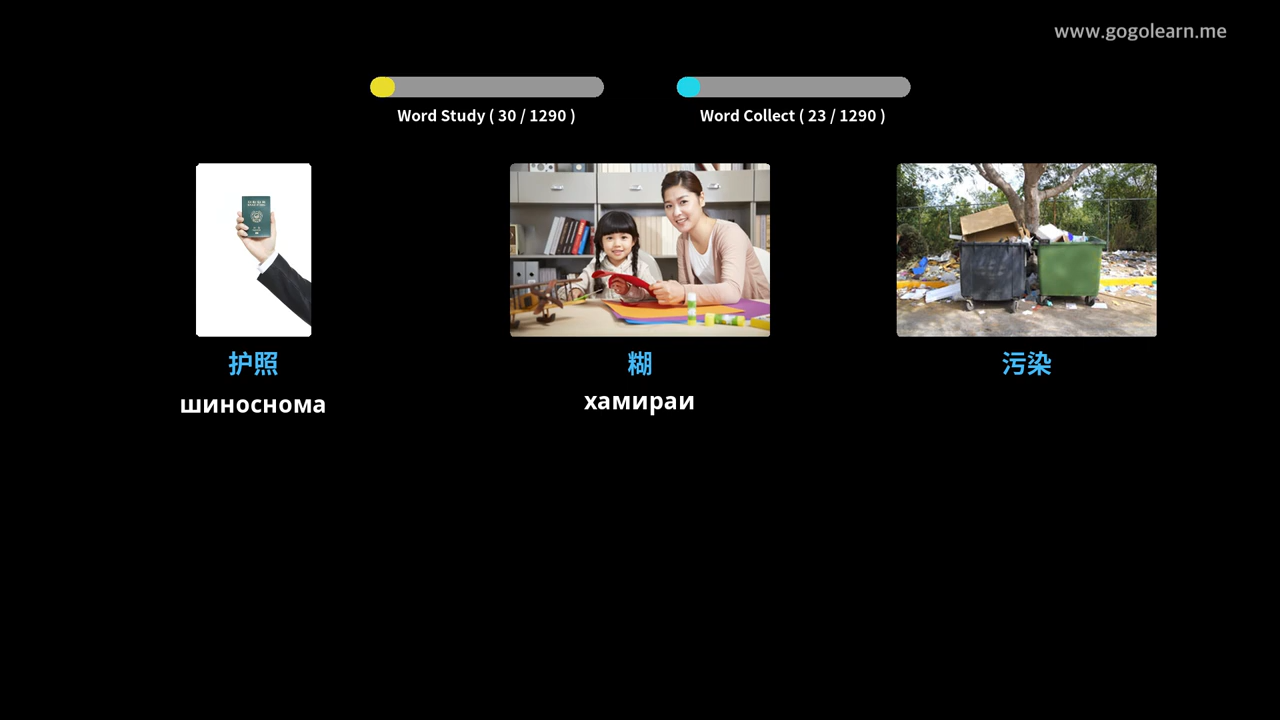 www.gogolearn.me
Word Study ( 30 / 1290 )
Word Collect ( 23 / 1290 )
护照
糊
污染
шиноснома
хамираи